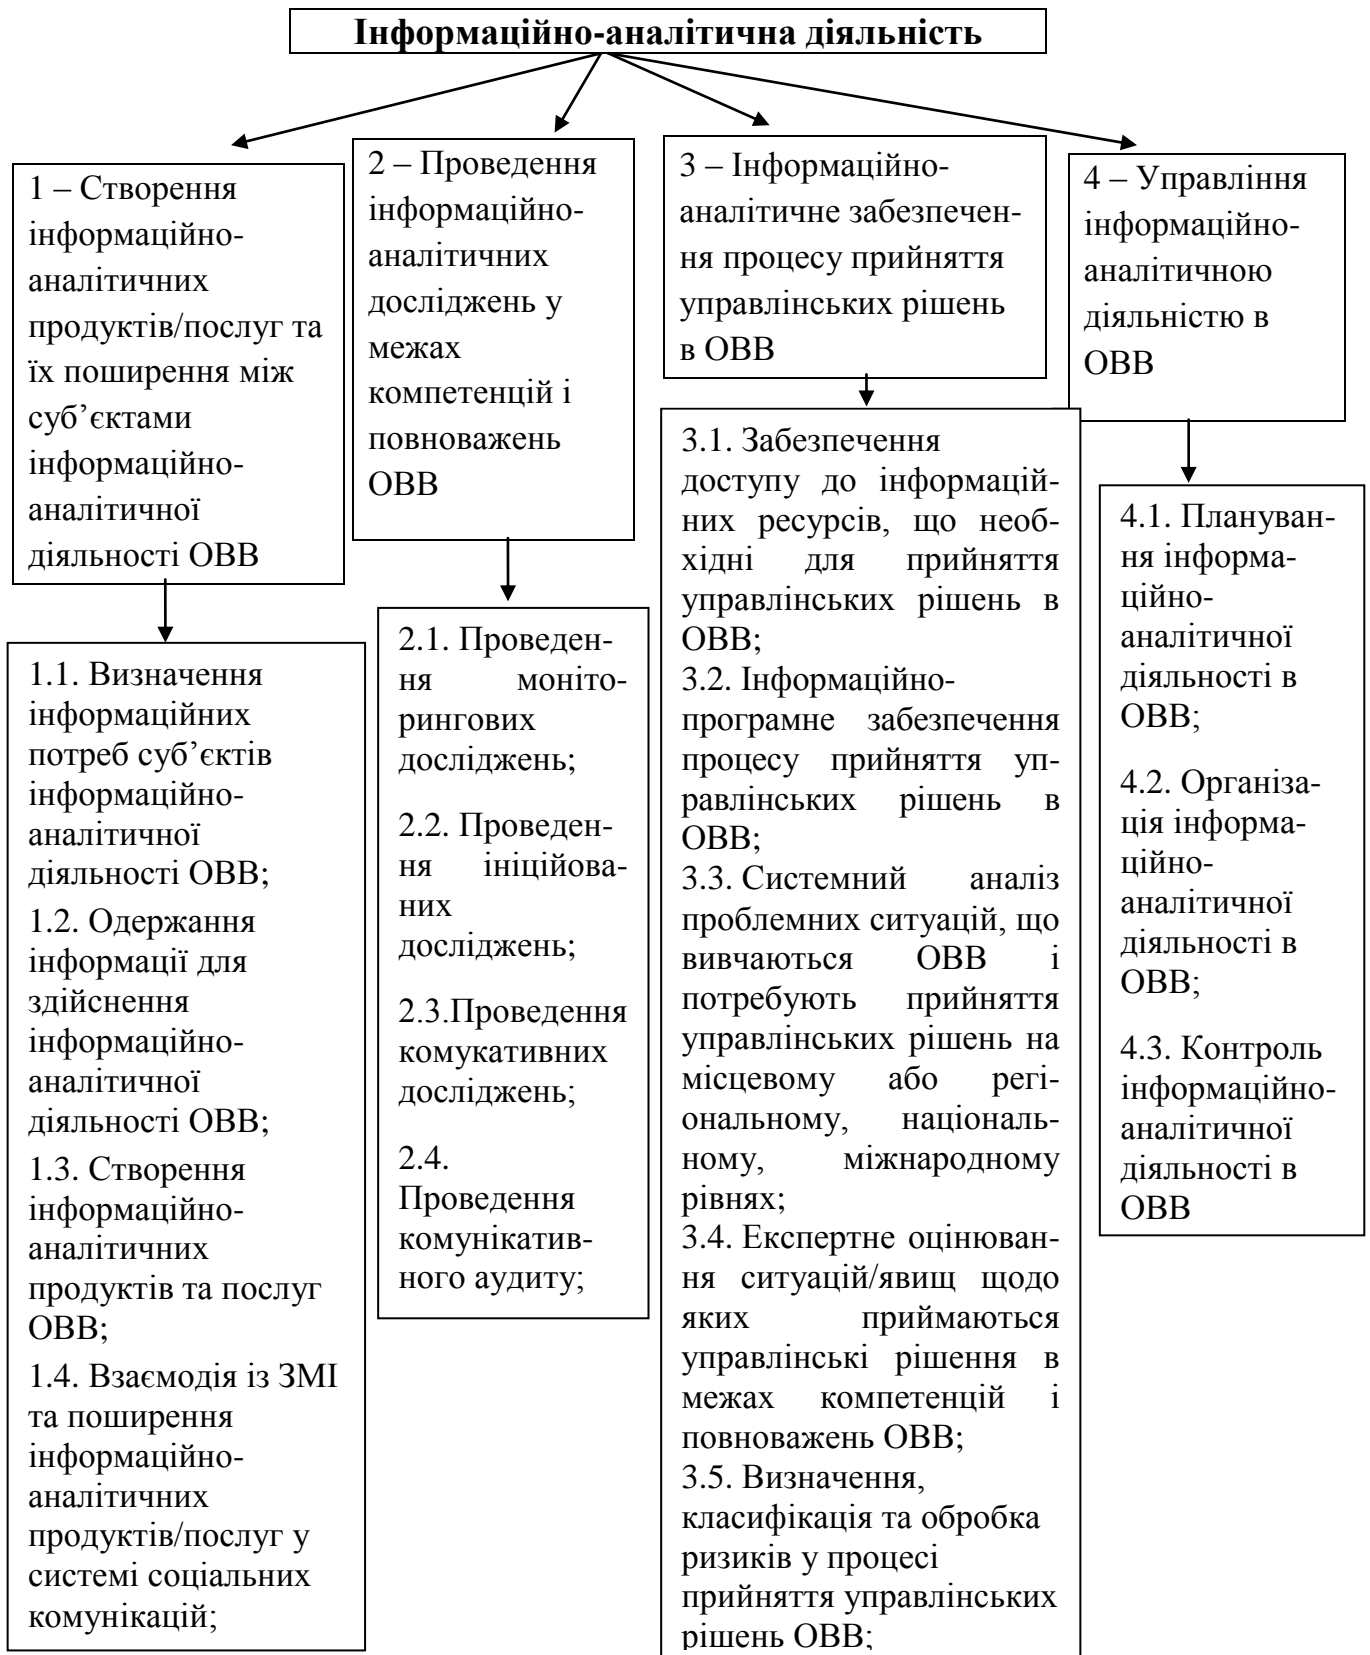 Інформаційно-аналітична діяльність
1 – Створення
інформаційно-
аналітичних
продуктів/послуг та
їх поширення між
суб’єктами
інформаційно-
аналітичної
діяльності ОВВ
2 – Проведення
інформаційно-
аналітичних
досліджень у
межах
компетенцій і
повноважень
ОВВ
3 – Інформаційно-
аналітичне забезпечен-
ня процесу прийняття
управлінських рішень
в ОВВ
4 – Управління
інформаційно-
аналітичною
діяльністю в
ОВВ
1.1. Визначення
інформаційних
потреб суб’єктів
інформаційно-
аналітичної
діяльності ОВВ;
1.2. Одержання
інформації для
здійснення
інформаційно-
аналітичної
діяльності ОВВ;
1.3. Створення
інформаційно-
аналітичних
продуктів та послуг
ОВВ;
1.4. Взаємодія із ЗМІ
та поширення
інформаційно-
аналітичних
продуктів/послуг у
системі соціальних
комунікацій;
2.1. Проведен-
ня моніто-
рингових
досліджень;
2.2. Проведен-
ня ініційова-
них
досліджень;
2.3.Проведення
комукативних
досліджень;
2.4.
Проведення
комунікатив-
ного аудиту;
3.1. Забезпечення
доступу до інформацій-
них ресурсів, що необ-
хідні для прийняття
управлінських рішень в
ОВВ;
3.2. Інформаційно-
програмне забезпечення
процесу прийняття уп-
равлінських рішень в
ОВВ;
3.3. Системний аналіз
проблемних ситуацій, що
вивчаються ОВВ і
потребують прийняття
управлінських рішень на
місцевому або регі-
ональному, національ-
ному, міжнародному
рівнях;
3.4. Експертне оцінюван-
ня ситуацій/явищ щодо
яких приймаються
управлінські рішення в
межах компетенцій і
повноважень ОВВ;
3.5. Визначення,
класифікація та обробка
ризиків у процесі
прийняття управлінських
рішень ОВВ;
4.1. Плануван-
ня інформа-
ційно-
аналітичної
діяльності в
ОВВ;
4.2. Організа-
ція інформа-
ційно-
аналітичної
діяльності в
ОВВ;
4.3. Контроль
інформаційно-
аналітичної
діяльності в
ОВВ